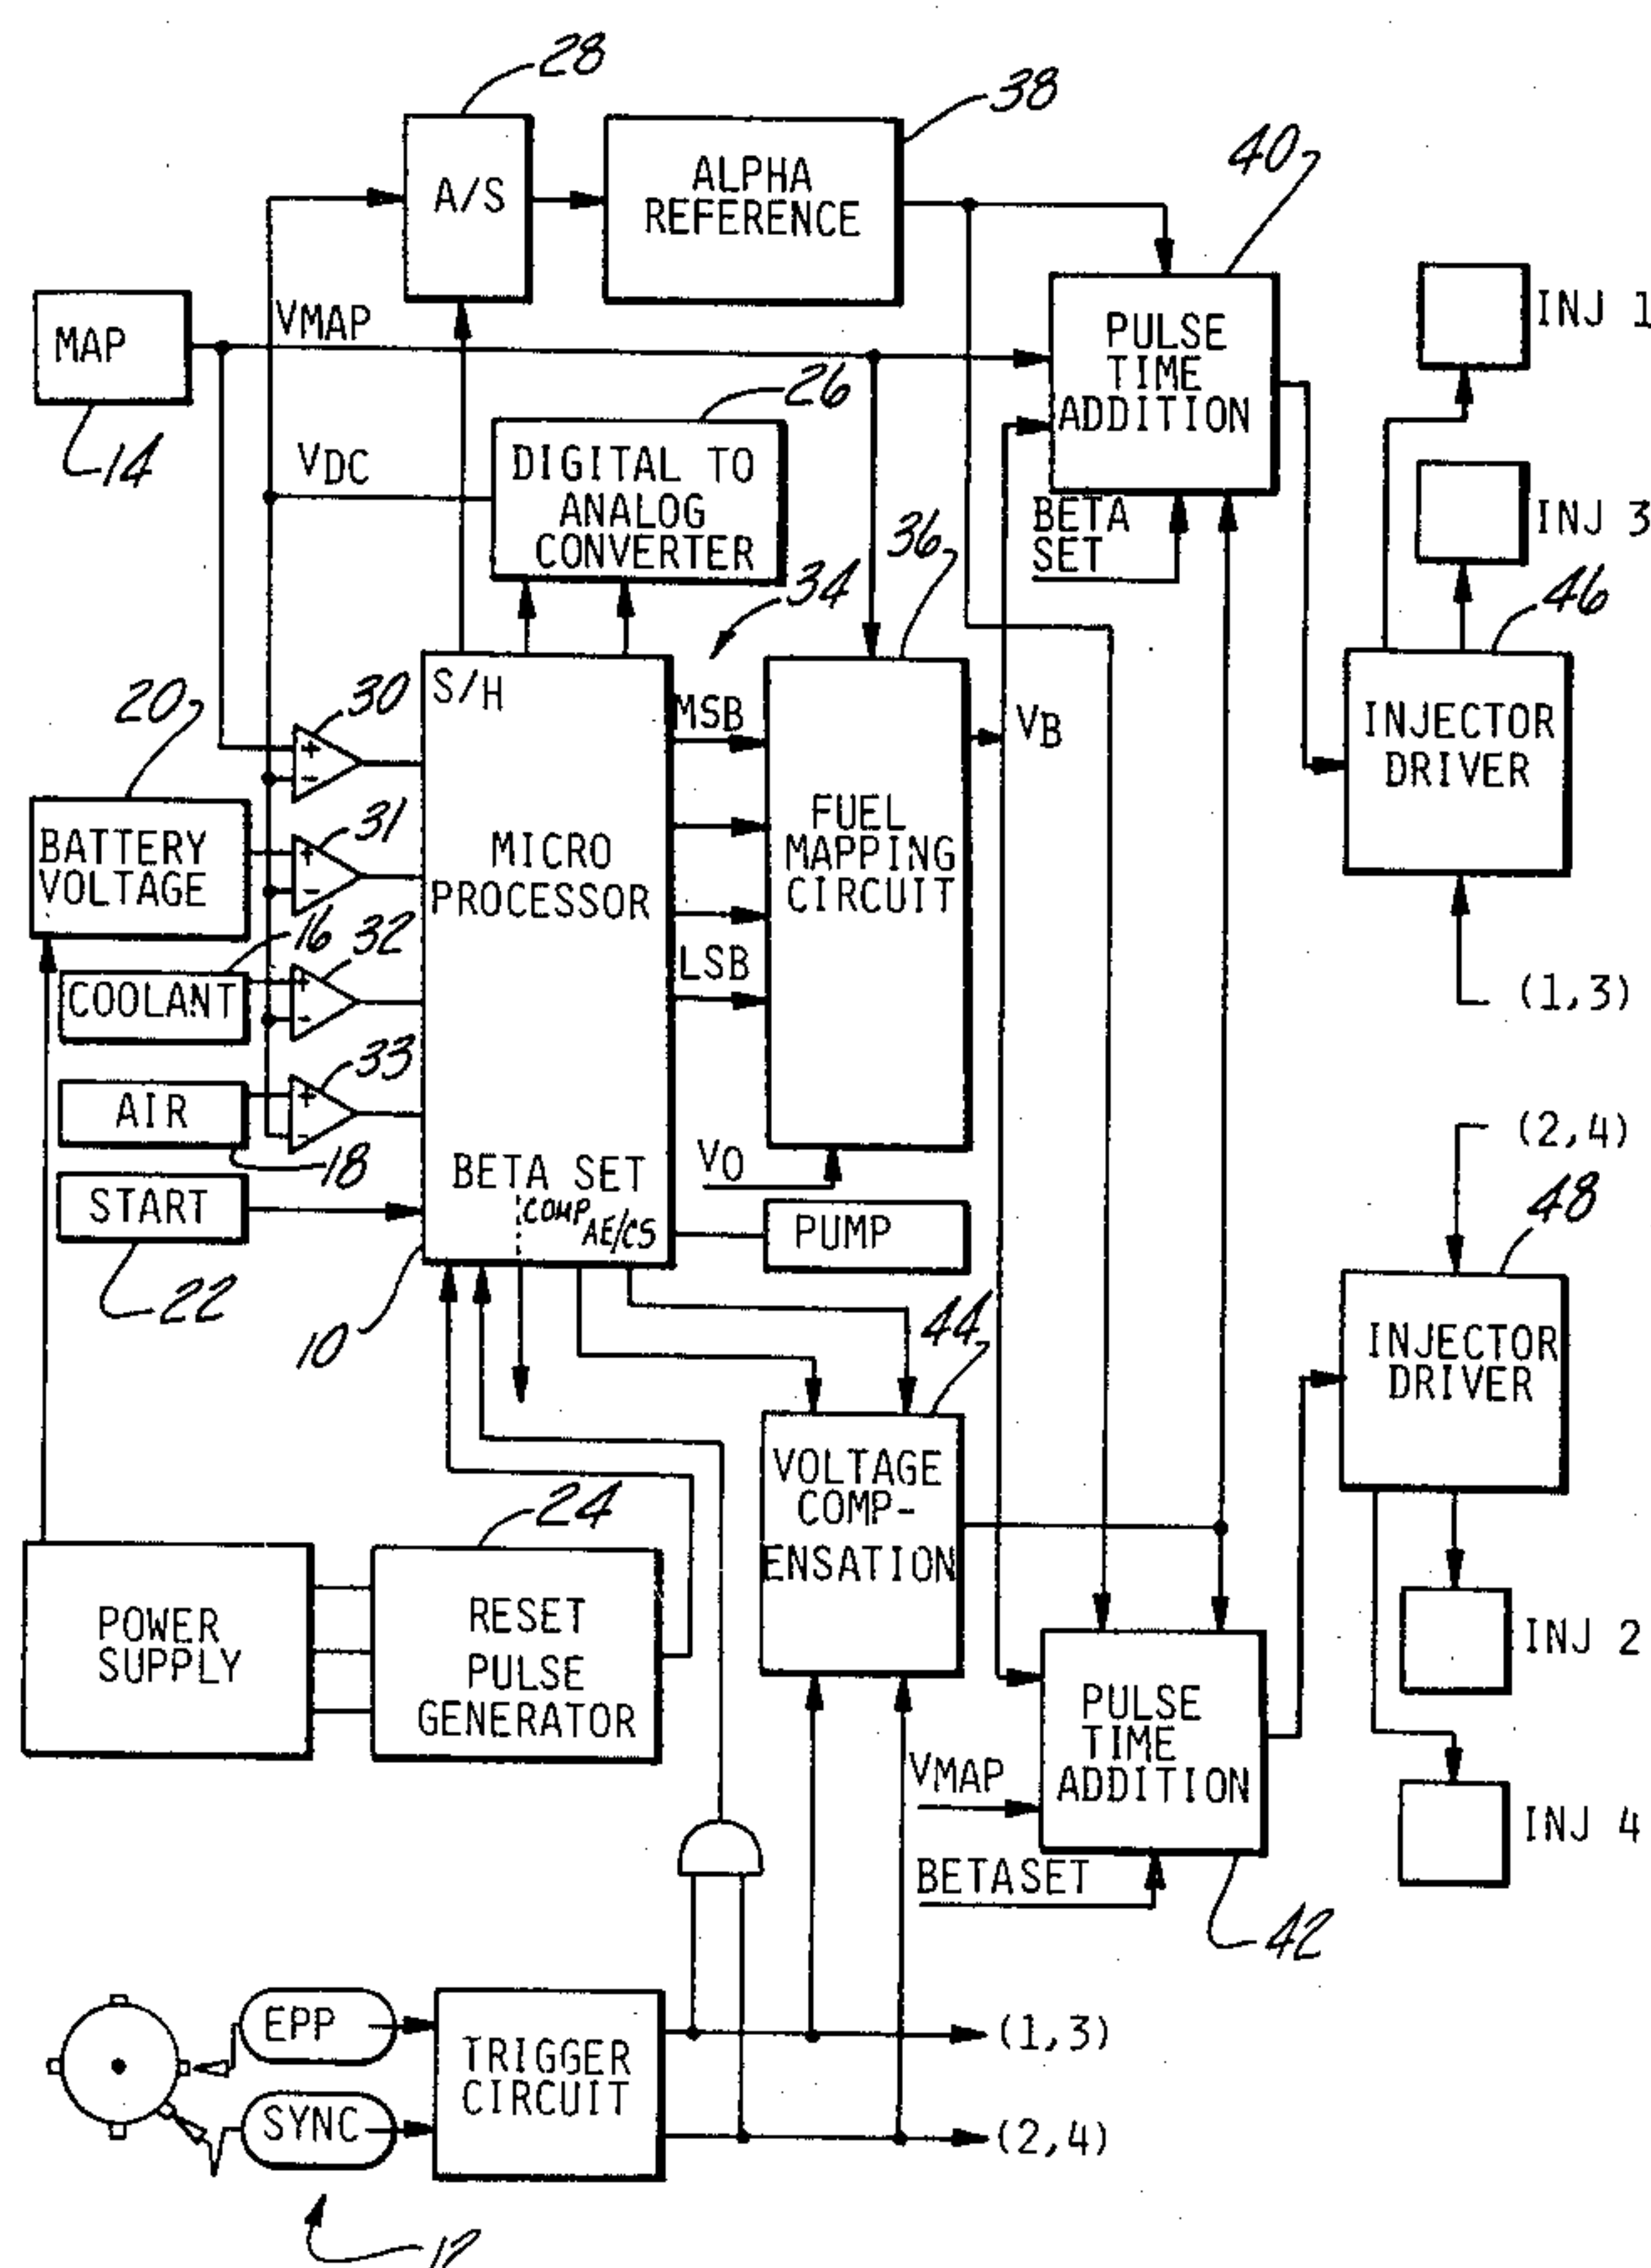 28
38
40
A/S
ALPHA
REFERENCE
MAP
VMAP
14
PULSE
TIME
ADDITION
INJ 1
26
VDC
DIGITAL TO
ANALOG
CONVERTER
BETA
SET
INJ 3
34
36
46
20
30
S/H
MSB
VB
INJECTOR
DRIVER
BATTERY
VOLTAGE
31
MICRO
PROCESSOR
FUEL
MAPPING
CIRCUIT
16
32
COOLANT
LSB
(1,3)
33
AIR
18
(2,4)
START
22
BETA SET
COMP
AE/CS
VO
PUMP
48
10
44
INJECTOR
DRIVER
24
VOLTAGE
COMP-
ENSATION
POWER
SUPPLY
RESET
PULSE
GENERATOR
INJ 2
PULSE
TIME
ADDITION
VMAP
INJ 4
BETASET
42
EPP
SYNC
TRIGGER
CIRCUIT
(1,3)
(2,4)
12
+
-
+
-
+
-
+
-